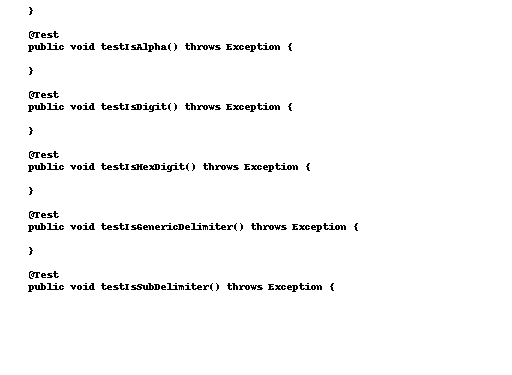 }
@Test
public void testIsAlpha() throws Exception {
}
@Test
public void testIsDigit() throws Exception {
}
@Test
public void testIsHexDigit() throws Exception {
}
@Test
public void testIsGenericDelimiter() throws Exception {
}
@Test
public void testIsSubDelimiter() throws Exception {